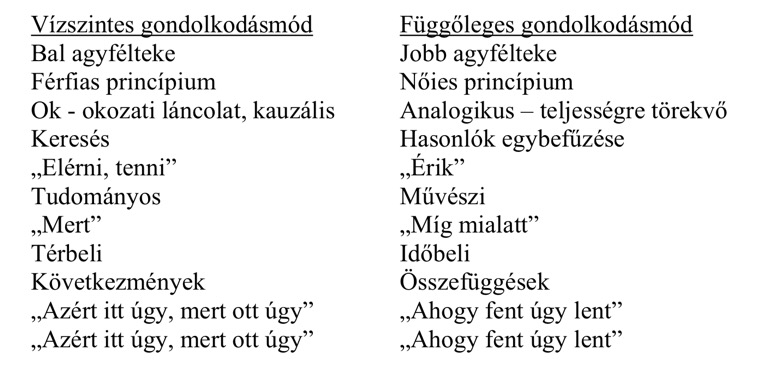 Vízszintes gondolkodásmód Függőleges gondolkodásmód
Bal agyfélteke Jobb agyfélteke
Férfias princípium Nőies princípium
Ok - okozati láncolat, kauzális Analogikus – teljességre törekvő
Keresés Hasonlók egybefűzése
„Elérni, tenni” „Érik”
Tudományos Művészi
„Mert” „Míg mialatt”
Térbeli Időbeli
Következmények Összefüggések
„Azért itt úgy, mert ott úgy” „Ahogy fent úgy lent”
„Azért itt úgy, mert ott úgy” „Ahogy fent úgy lent”